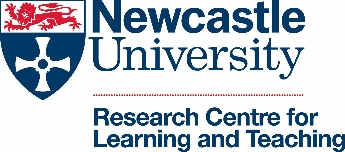 Newcastle
University
Research Centre for
Learning and Teaching